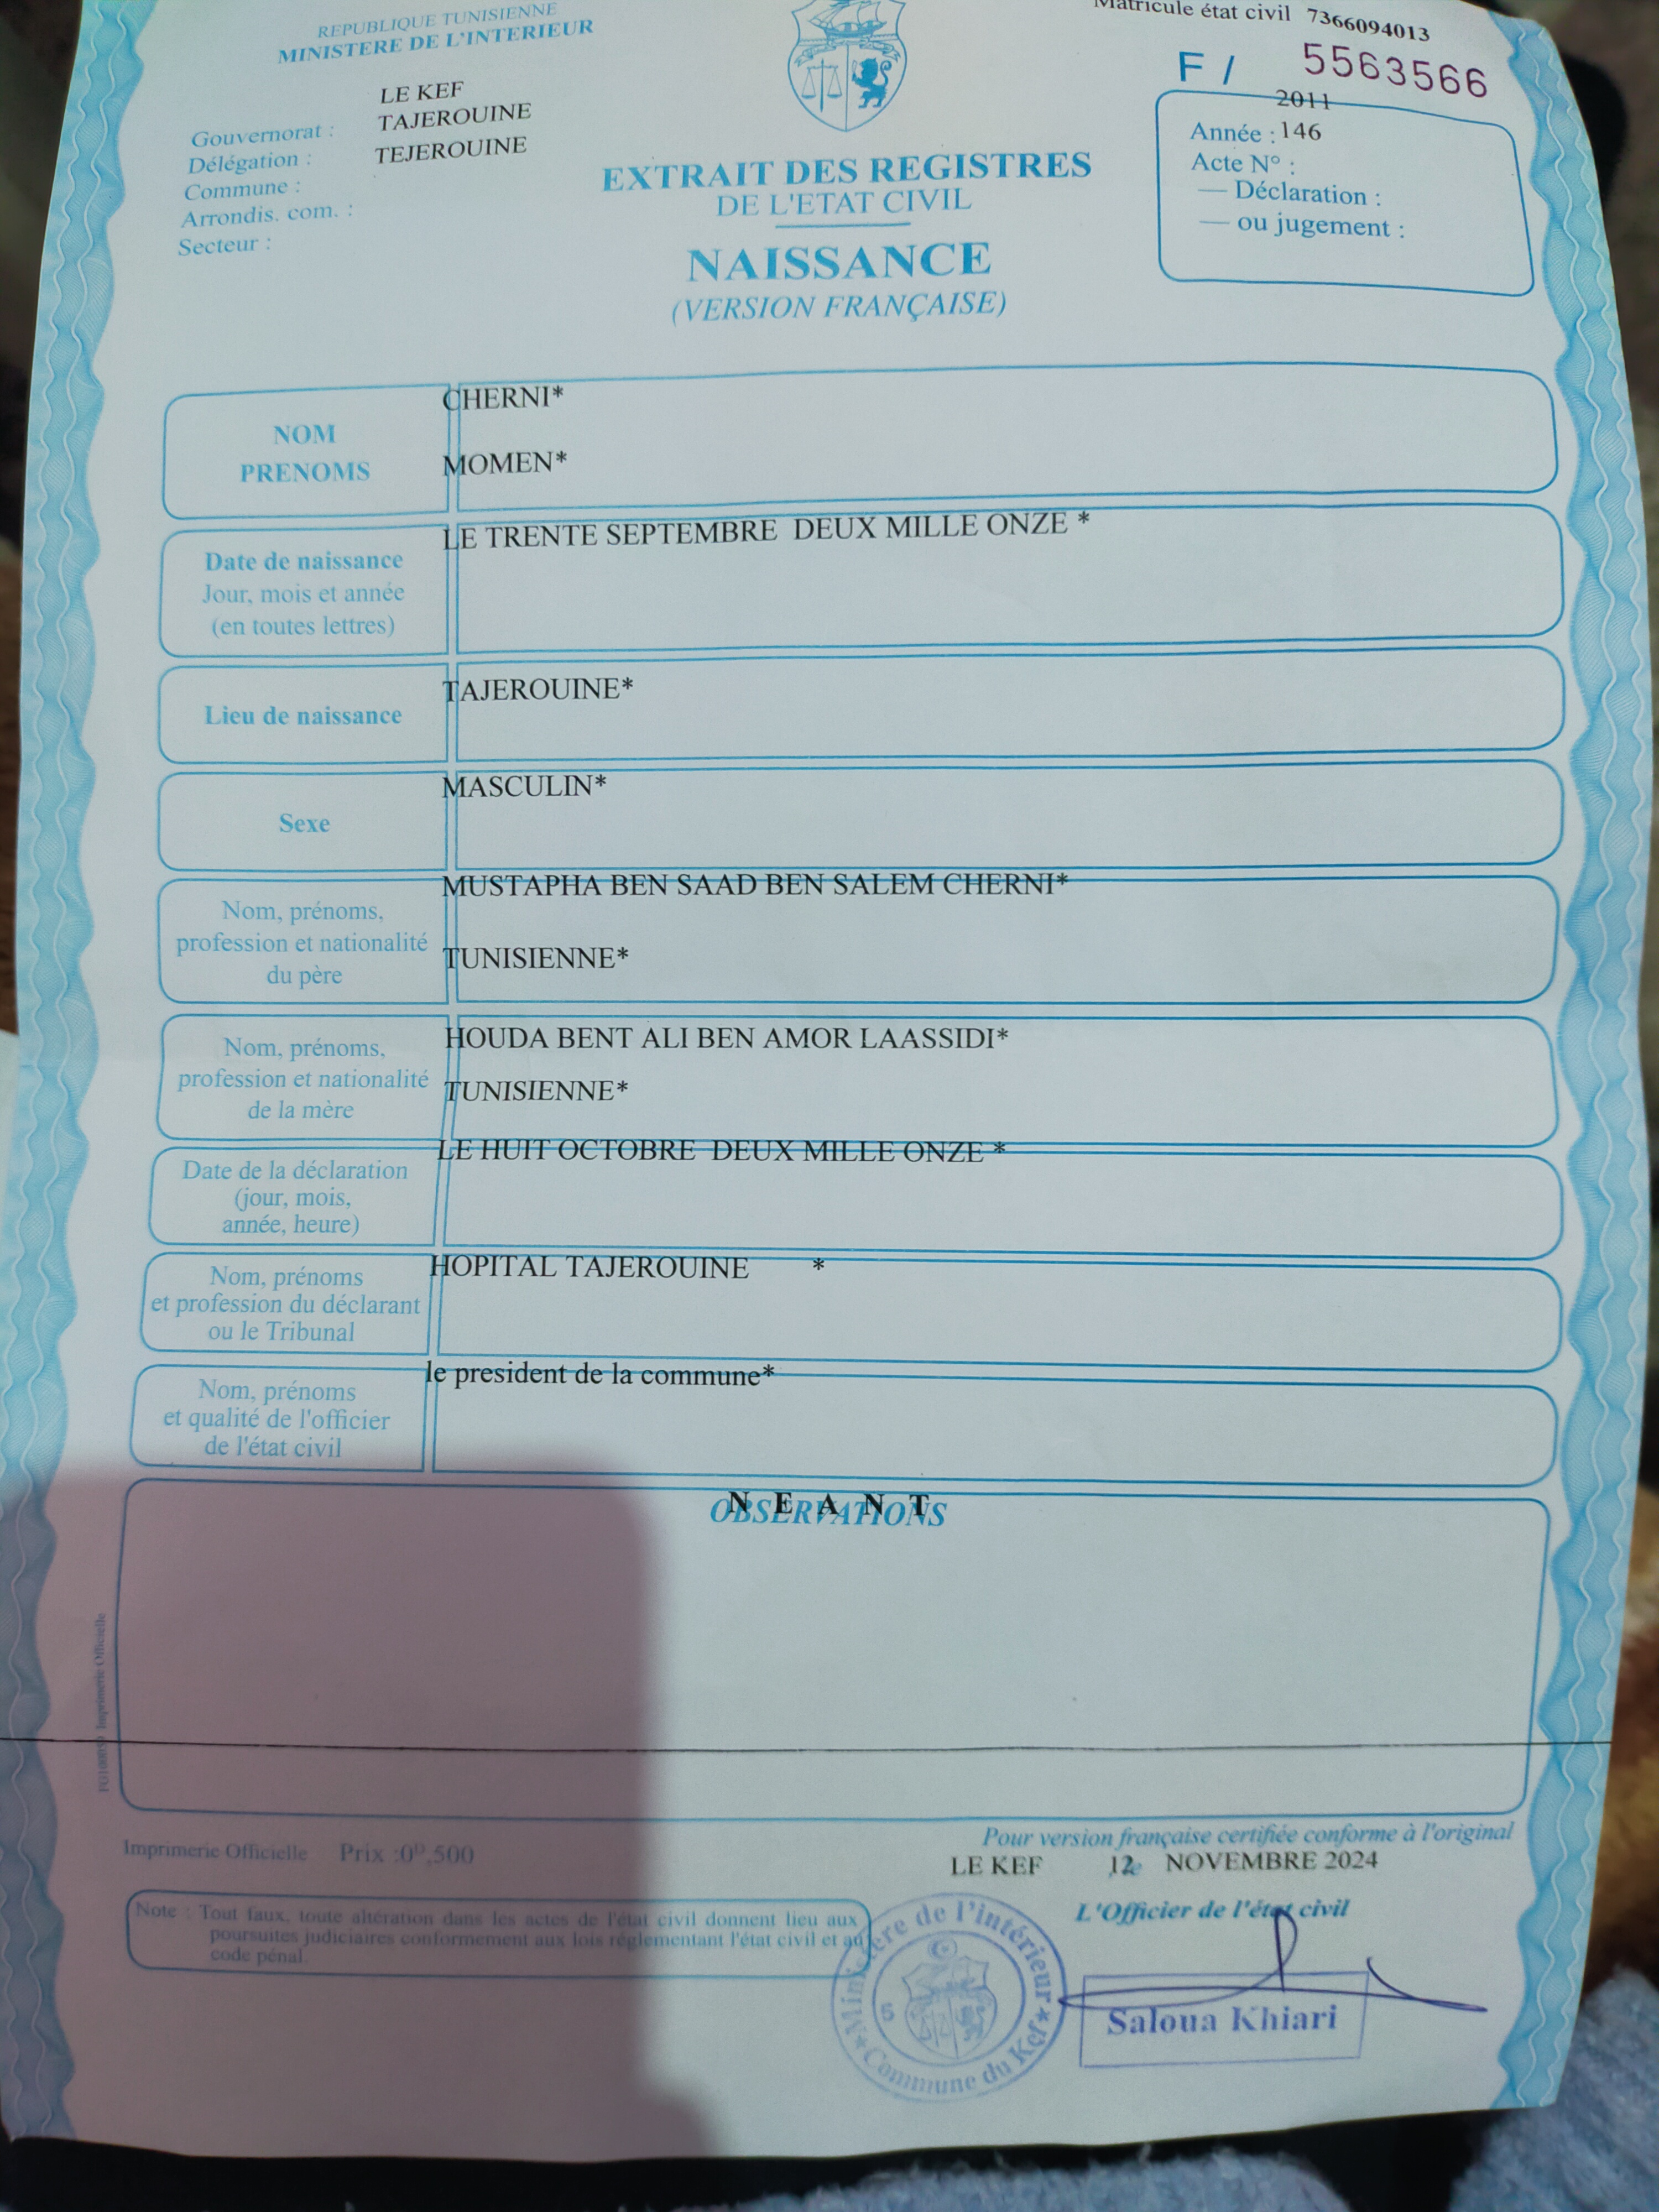 REPUBLIQUE TUNISIENNE
MINISTERE DE L'INTERIEUR
Matricule état civil 7366094013
F / 5563566
LE KEF
Gouvernorat : TAJEROUINE
Délégation : TEJEROUINE
Commune :
Arrondis. com. :
Secteur :
2011
Année : 146
Acte N° :
— Déclaration :
— ou jugement :
EXTRAIT DES REGISTRES
DE L'ETAT CIVIL
NAISSANCE
(VERSION FRANÇAISE)
NOM
PRENOMS
CHERNI*
MOMEN*
Date de naissance
Jour, mois et année
(en toutes lettres)
LE TRENTE SEPTEMBRE DEUX MILLE ONZE *
Lieu de naissance
TAJEROUINE*
Sexe
MASCULIN*
Nom, prénoms,
profession et nationalité
du père
MUSTAPHA BEN SAAD BEN SALEM CHERNI*
TUNISIENNE*
Nom, prénoms,
profession et nationalité
de la mère
HOUDA BENT ALI BEN AMOR LAASSIDI*
TUNISIENNE*
Date de la déclaration
(jour, mois,
année, heure)
LE HUIT OCTOBRE DEUX MILLE ONZE *
Nom, prénoms
et profession du déclarant
ou le Tribunal
HOPITAL TAJEROUINE *
Nom, prénoms
et qualité de l'officier
de l'état civil
le president de la commune*
OBSERVATIONS
N E A N T
Imprimerie Officielle
Imprimerie Officielle Prix :0D,500
Pour version française certifiée conforme à l'original
LE KEF 12 NOVEMBRE 2024
L'Officier de l'état civil
Note : Tout faux, toute altération dans les actes de l'état civil donnent lieu aux
poursuites judiciaires conformement aux lois réglementant l'état civil et au
code pénal.
Ministère de l'intérieur
5
Commune du Kef
Saloua Khiari